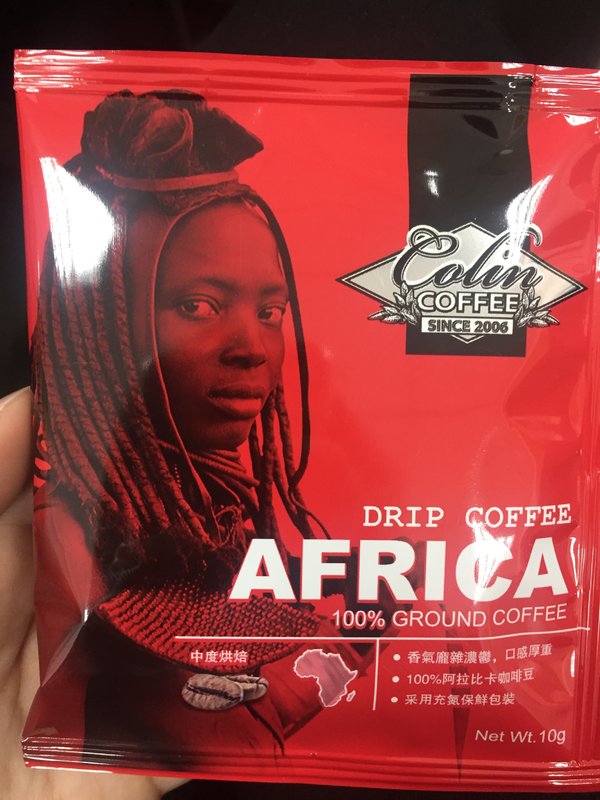 Colin
COFFEE
SINCE 2006
DRIP COFFEE
AFRICA
100% GROUND COFFEE
中度烘焙
• 香氣龐雜濃鬱，口感厚重
• 100%阿拉比卡咖啡豆
• 采用充氮保鮮包裝
Net Wt.10g